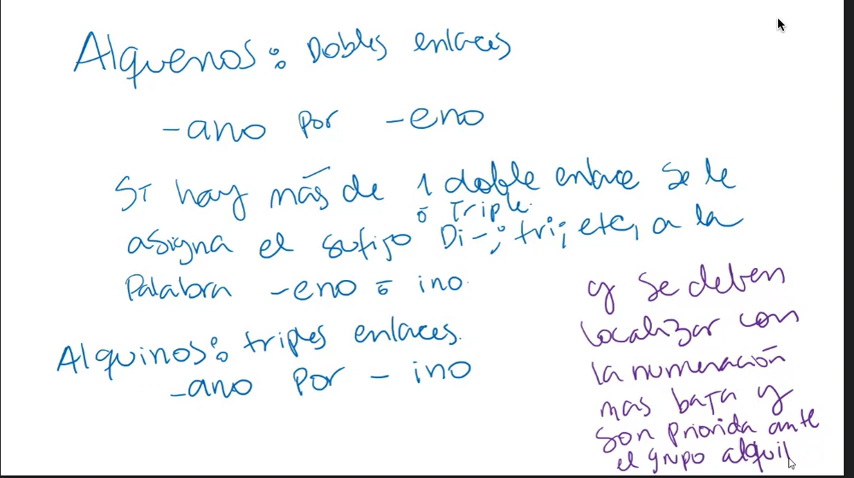 Alquenos: Dobles enlaces
-ano por -eno
Si hay más de 1 doble enlace se le
ó Triple
asigna el sufijo Di-, tri, etc, a la
Palabra -eno ó ino.
Alquinos: triples enlaces.
-ano por -ino
y se deben
localizar con
la numeración
mas baja y
son priorida ante
el grupo alquil